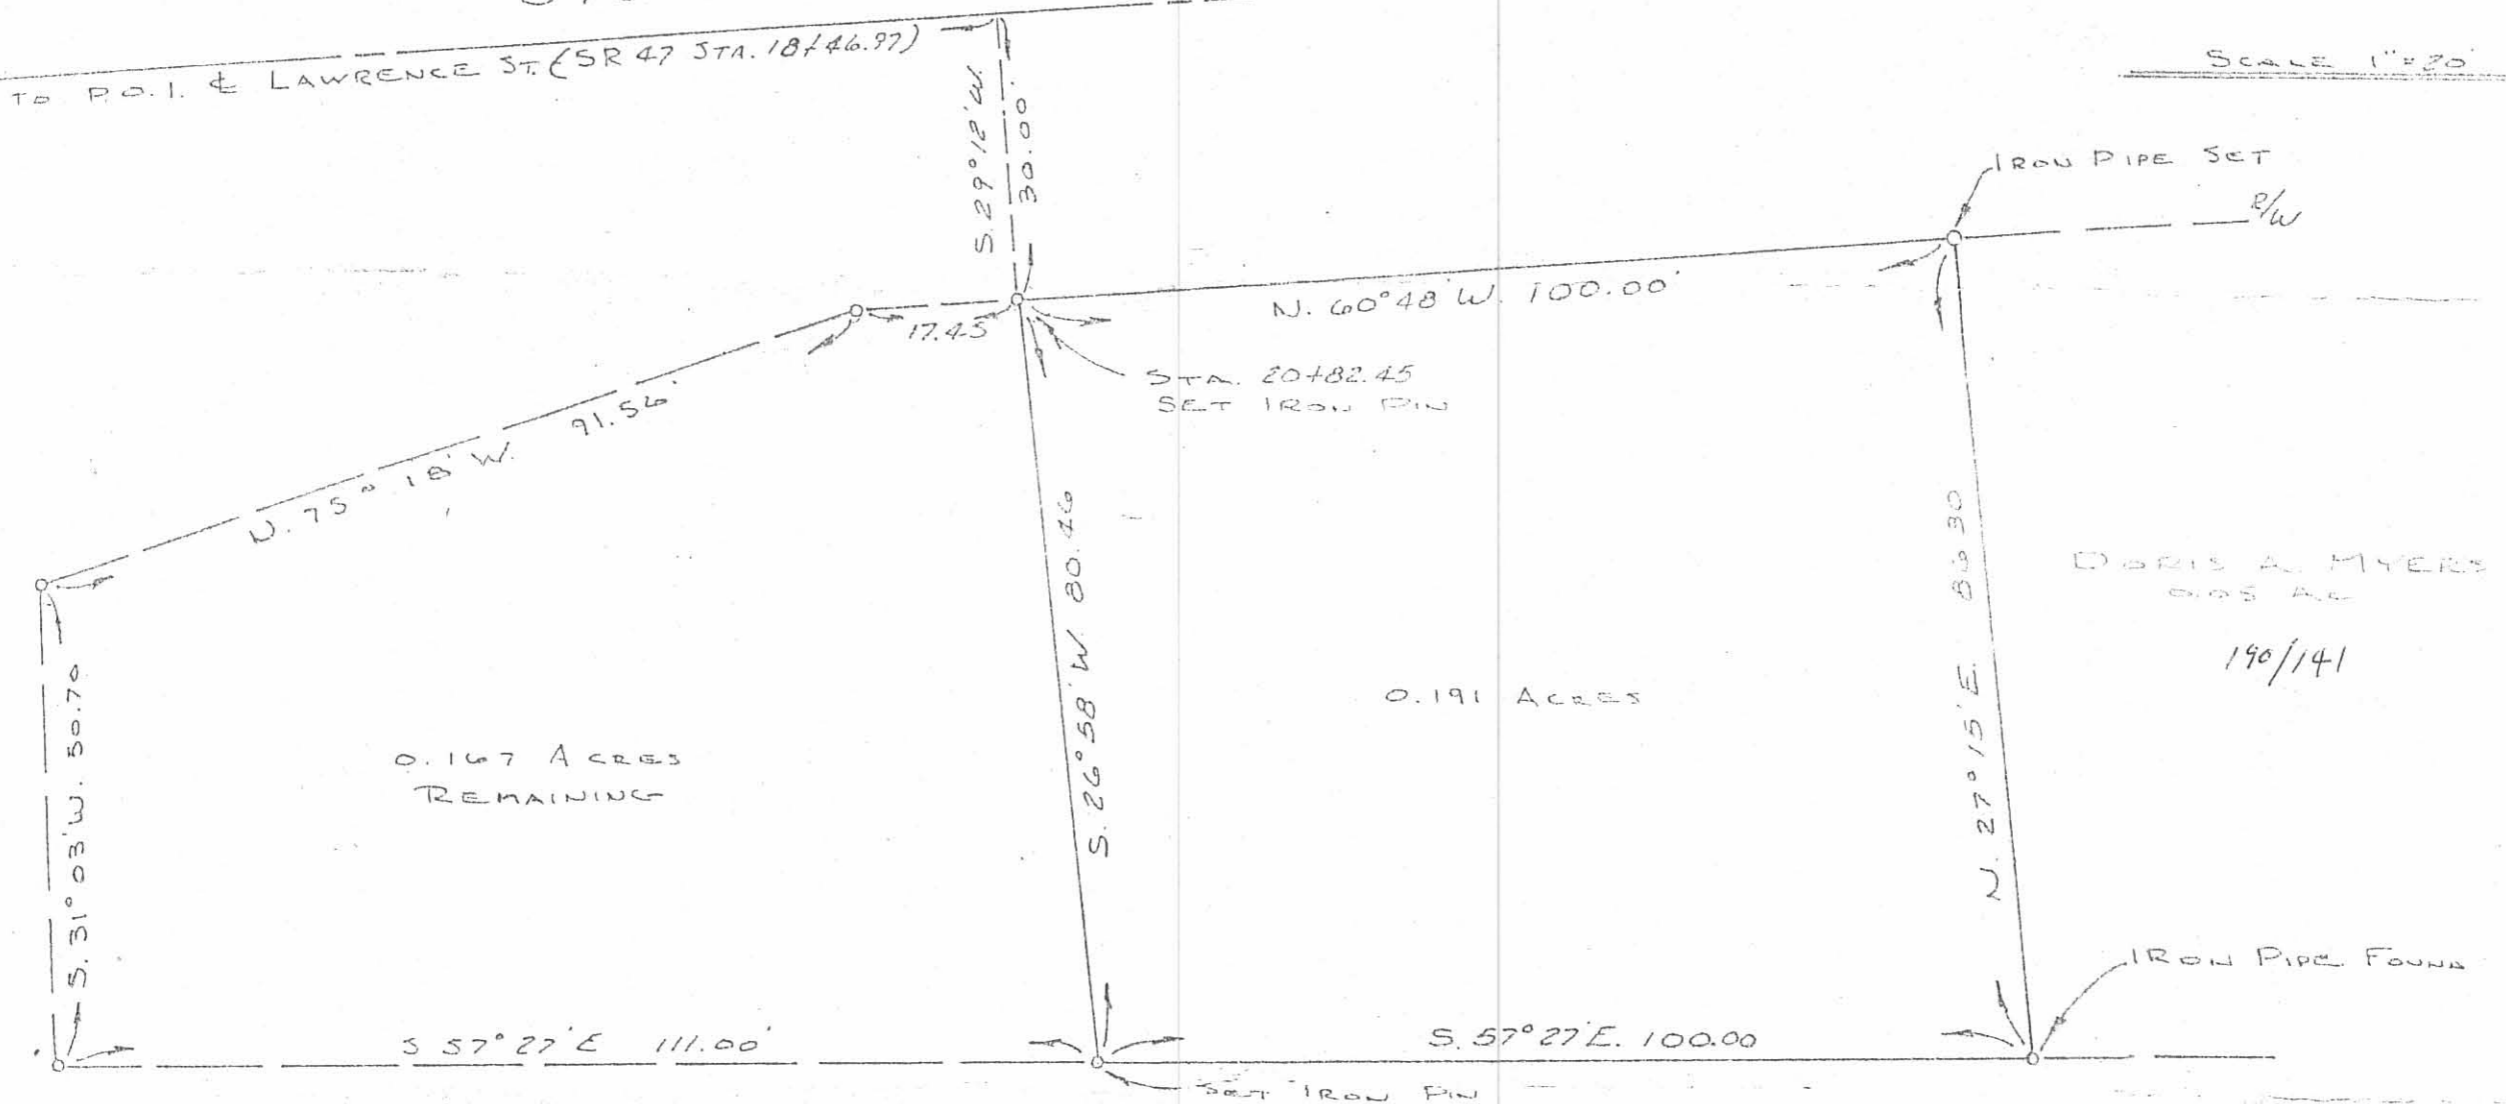 TO P.O.I. ℄ LAWRENCE ST. (SR 47 STA. 18+46.97)
SCALE 1"=20'
S. 29° 12' W.
30.00'
IRON PIPE SET
R/W
N. 60° 48' W. 100.00'
17.45
STA. 20+82.45
SET IRON PIN
N. 75° 18' W. 91.56'
S. 26° 58' W. 80.46
N. 27° 15' E.
DORIS A. MYERS
0.05 AC
190/141
0.191 ACRES
0.167 ACRES
REMAINING
S. 31° 03' W. 50.70
IRON PIPE FOUND
S 57° 27' E 111.00'
S. 57° 27' E. 100.00
SET IRON PIN